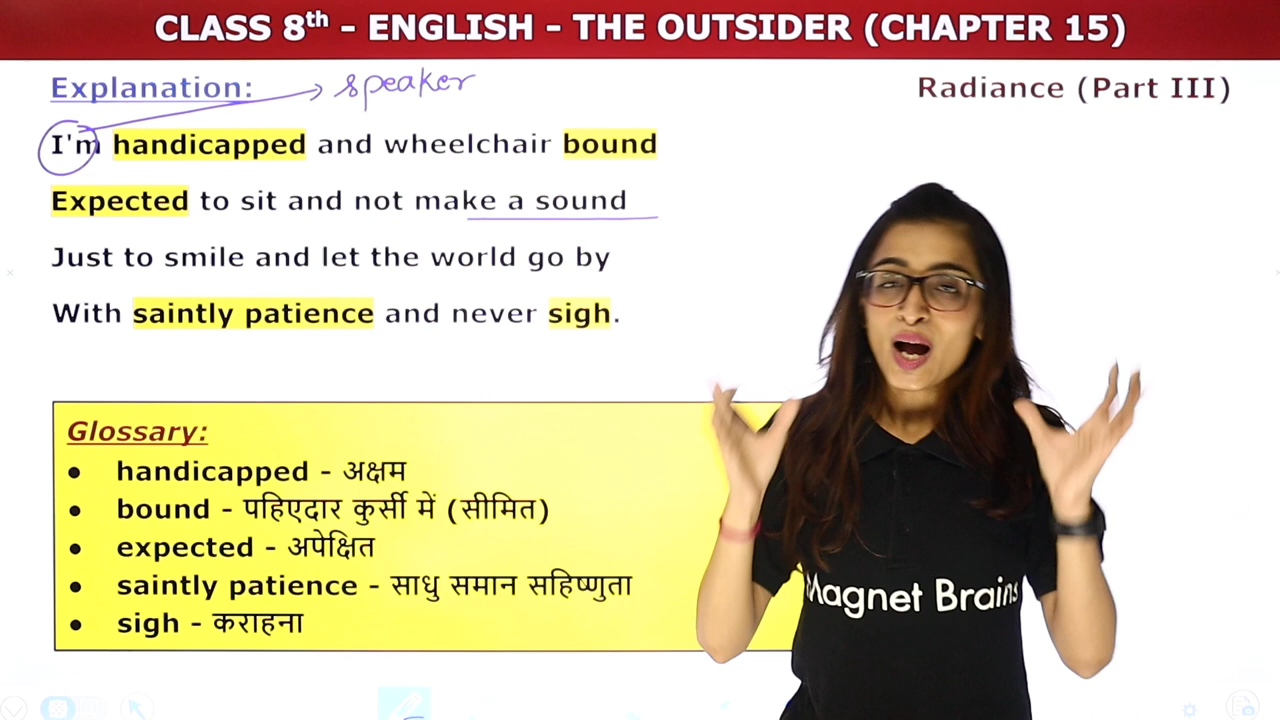 CLASS 8th - ENGLISH - THE OUTSIDER (CHAPTER 15)
Explanation: speaker
Radiance (Part III)
I'm handicapped and wheelchair bound
Expected to sit and not make a sound
Just to smile and let the world go by
With saintly patience and never sigh.
Glossary:
• handicapped - अक्षम
• bound - पहिएदार कुर्सी में (सीमित)
• expected - अपेक्षित
• saintly patience - साधु समान सहिष्णुता
• sigh - कराहना
Magnet Brains